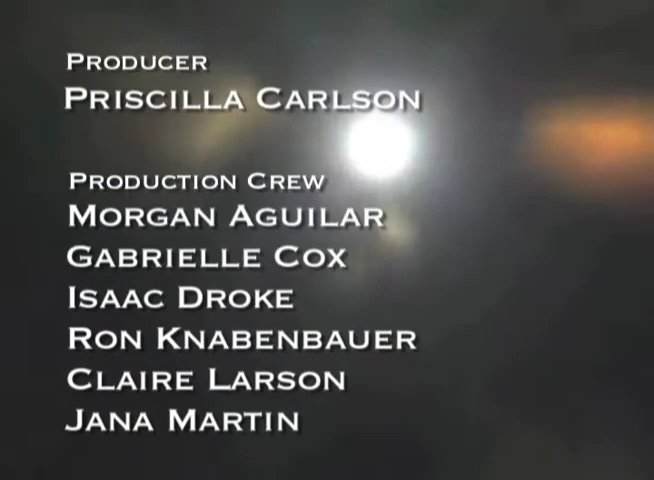 PRODUCER
PRISCILLA CARLSON
PRODUCTION CREW
MORGAN AGUILAR
GABRIELLE COX
ISAAC DROKE
RON KNABENBAUER
CLAIRE LARSON
JANA MARTIN